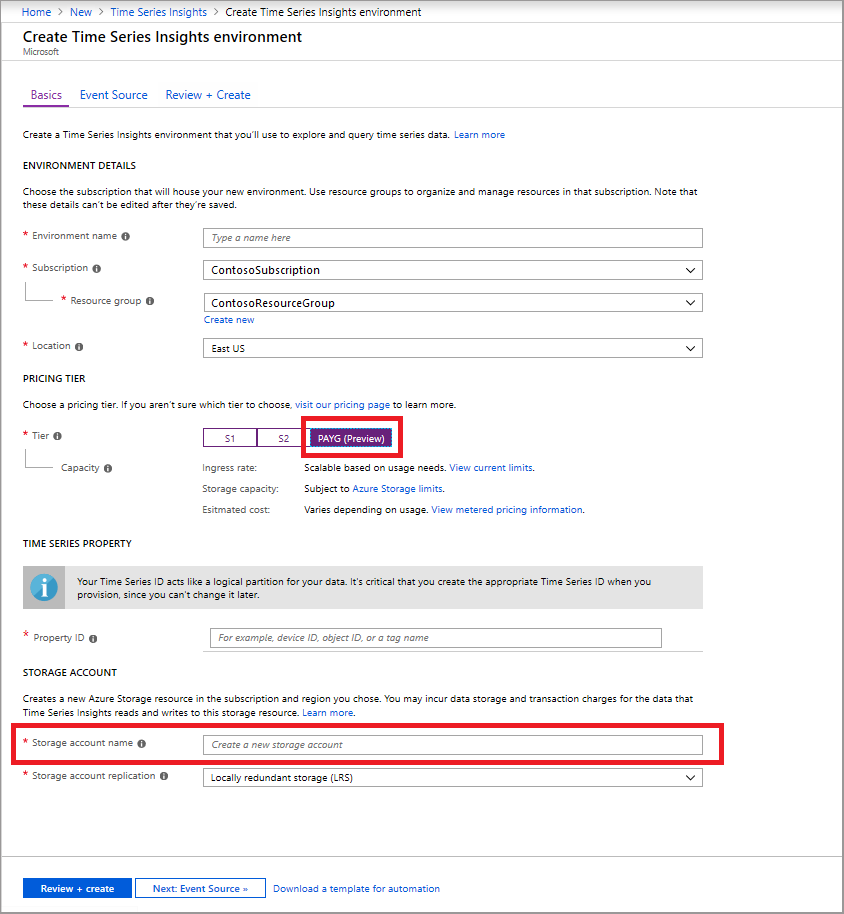 Home > New > Time Series Insights > Create Time Series Insights environment
Create Time Series Insights environment
Microsoft
Basics Event Source Review + Create
Create a Time Series Insights environment that you'll use to explore and query time series data. Learn more
ENVIRONMENT DETAILS
Choose the subscription that will house your new environment. Use resource groups to organize and manage resources in that subscription. Note that
these details can't be edited after they're saved.
* Environment name Type a name here
* Subscription ContosoSubscription
* Resource group ContosoResourceGroup
Create new
* Location East US
PRICING TIER
Choose a pricing tier. If you aren't sure which tier to choose, visit our pricing page to learn more.
* Tier S1 S2 PAYG (Preview)
Capacity Ingress rate: Scalable based on usage needs. View current limits.
Storage capacity: Subject to Azure Storage limits.
Esitmated cost: Varies depending on usage. View metered pricing information.
TIME SERIES PROPERTY
Your Time Series ID acts like a logical partition for your data. It's critical that you create the appropriate Time Series ID when you
provision, since you can't change it later.
* Property ID For example, device ID, object ID, or a tag name
STORAGE ACCOUNT
Creates a new Azure Storage resource in the subscription and region you chose. You may incur data storage and transaction charges for the data that
Time Series Insights reads and writes to this storage resource. Learn more.
* Storage account name Create a new storage account
* Storage account replication Locally redundant storage (LRS)
Review + create Next: Event Source » Download a template for automation